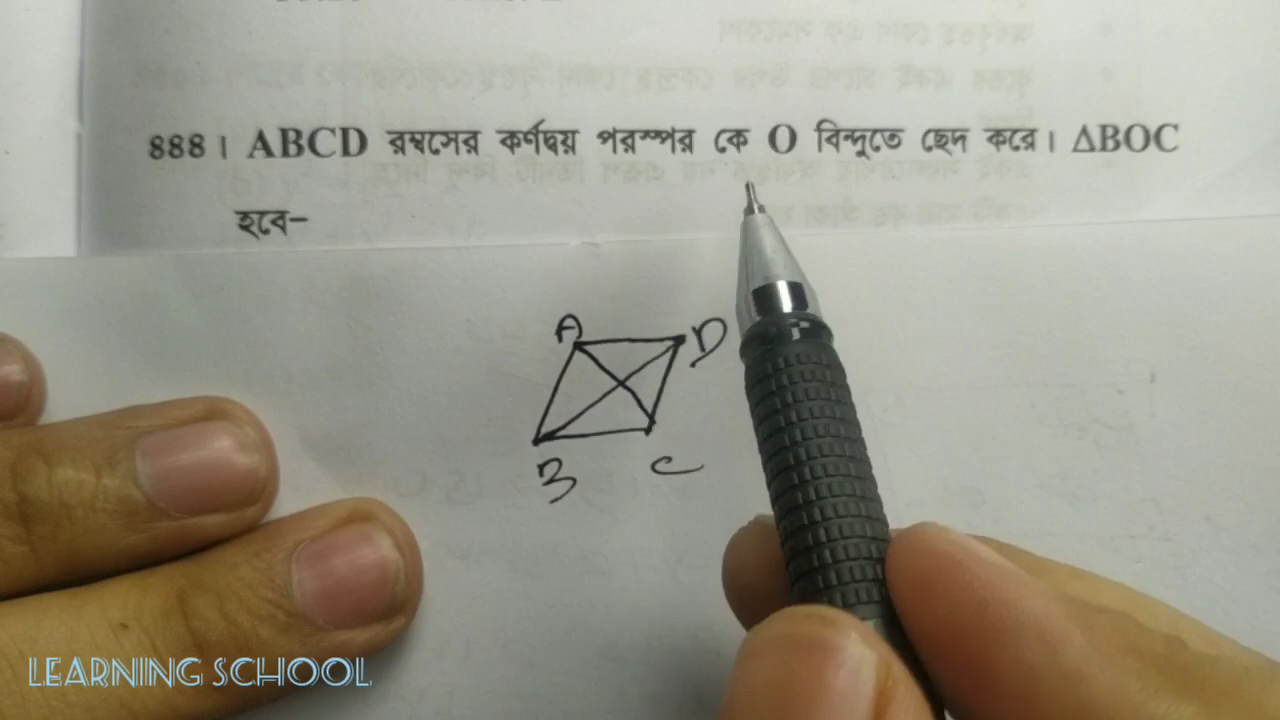 ৪৪৪। ABCD রম্বসের কর্ণদ্বয় পরস্পর কে O বিন্দুতে ছেদ করে। ΔBOC
হবে–
A D
B C
LEARNING SCHOOL